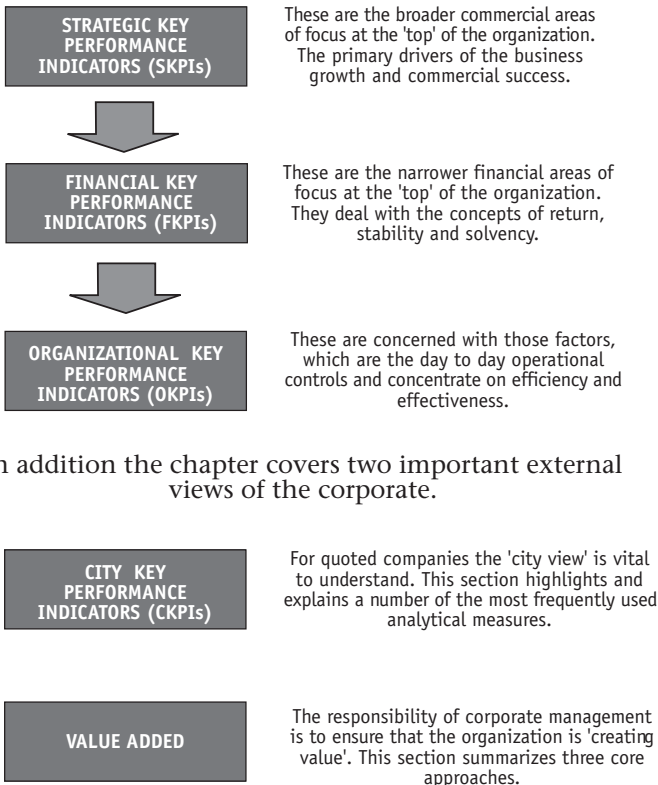 STRATEGIC KEY
PERFORMANCE
INDICATORS (SKPIs)
These are the broader commercial areas
of focus at the 'top' of the organization.
The primary drivers of the business
growth and commercial success.
FINANCIAL KEY
PERFORMANCE
INDICATORS (FKPIs)
These are the narrower financial areas of
focus at the 'top' of the organization.
They deal with the concepts of return,
stability and solvency.
ORGANIZATIONAL KEY
PERFORMANCE
INDICATORS (OKPIs)
These are concerned with those factors,
which are the day to day operational
controls and concentrate on efficiency and
effectiveness.
n addition the chapter covers two important external
views of the corporate.
CITY KEY
PERFORMANCE
INDICATORS (CKPIs)
For quoted companies the 'city view' is vital
to understand. This section highlights and
explains a number of the most frequently used
analytical measures.
VALUE ADDED
The responsibility of corporate management
is to ensure that the organization is 'creating
value'. This section summarizes three core
approaches.